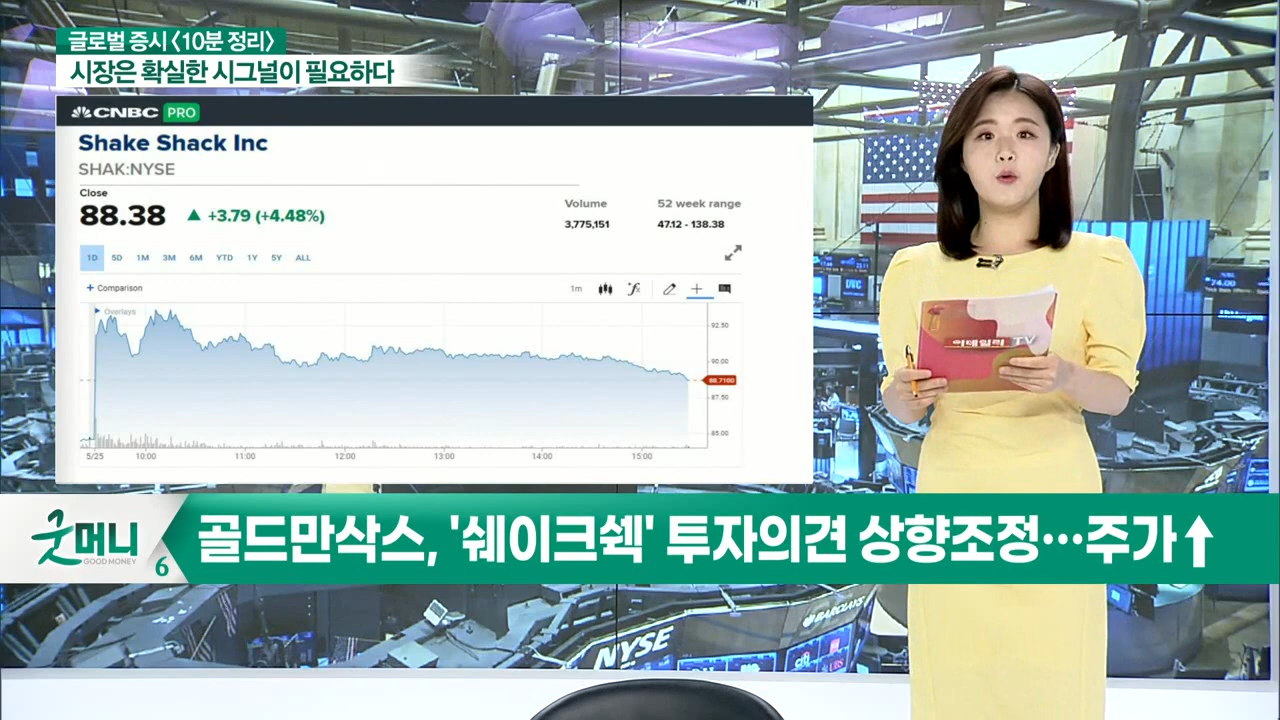 글로벌 증시 〈10분 정리〉
시장은 확실한 시그널이 필요하다
CNBC PRO
Shake Shack Inc
SHAK:NYSE
Close
88.38 ▲ +3.79 (+4.48%)
Volume 52 week range
3,775,151 47.12 - 138.38
1D 5D 1M 3M 6M YTD 1Y 5Y ALL
+ Comparison 1m
Overlays
92.50
90.00
88.7100
87.50
85.00
5/25 10:00 11:00 12:00 13:00 14:00 15:00
이데일리 TV
굿머니
GOOD MONEY
6
골드만삭스, '쉐이크쉑' 투자의견 상향조정…주가↑
NYSE
BARCLAYS
citi
UBS